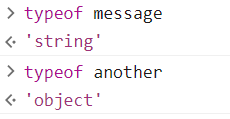 > typeof message
<· 'string'
> typeof another
<· 'object'